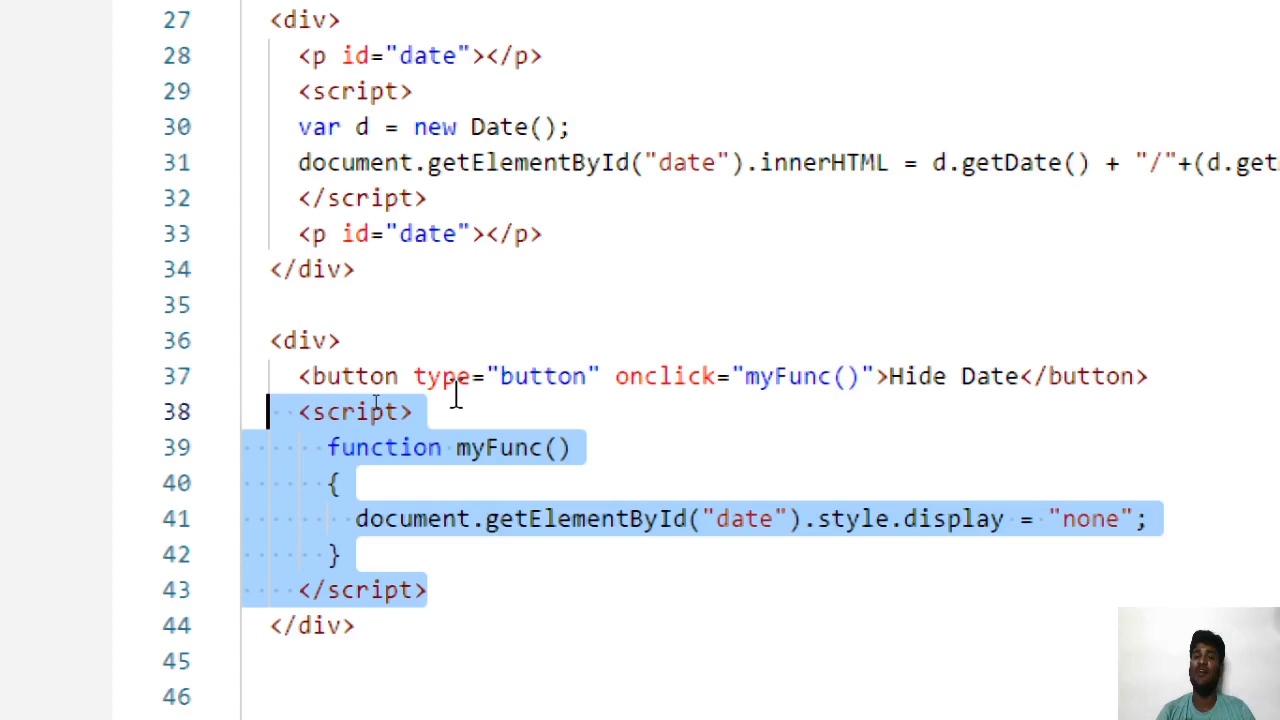 27 <div>
28 <p id="date"></p>
29 <script>
30 var d = new Date();
31 document.getElementById("date").innerHTML = d.getDate() + "/"+(d.get
32 </script>
33 <p id="date"></p>
34 </div>
35
36 <div>
37 <button type="button" onclick="myFunc()">Hide Date</button>
38 <script>
39 function myFunc()
40 {
41 document.getElementById("date").style.display = "none";
42 }
43 </script>
44 </div>
45
46